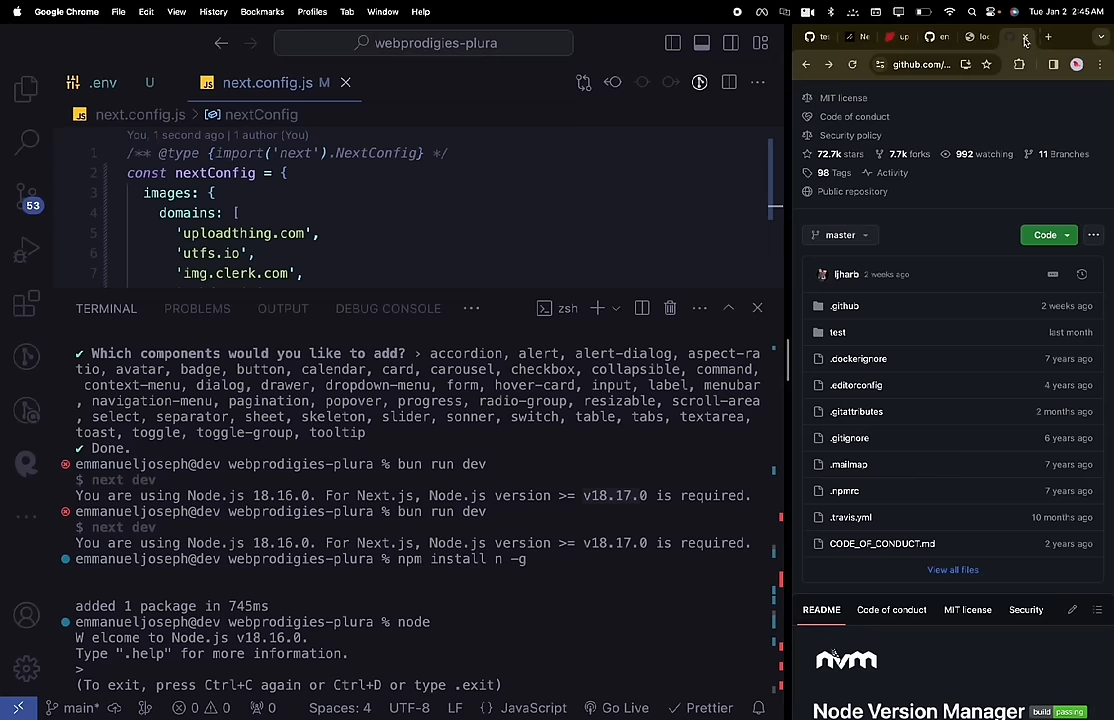 Google Chrome File Edit View History Bookmarks Profiles Tab Window Help
Tue Jan 2 2:45 AM
webprodigies-plura
.env U
next.config.js M
next.config.js > nextConfig
You, 1 second ago | 1 author (You)
1 /** @type {import('next').NextConfig} */
2 const nextConfig = {
3 images: {
4 domains: [
5 'uploadthing.com',
6 'utfs.io',
7 'img.clerk.com',
53
TERMINAL PROBLEMS OUTPUT DEBUG CONSOLE ··· zsh
✔ Which components would you like to add? › accordion, alert, alert-dialog, aspect-ra
tio, avatar, badge, button, calendar, card, carousel, checkbox, collapsible, command,
context-menu, dialog, drawer, dropdown-menu, form, hover-card, input, label, menubar
, navigation-menu, pagination, popover, progress, radio-group, resizable, scroll-area
, select, separator, sheet, skeleton, slider, sonner, switch, table, tabs, textarea,
toast, toggle, toggle-group, tooltip
✔ Done.
emmanueljoseph@dev webprodigies-plura % bun run dev
$ next dev
You are using Node.js 18.16.0. For Next.js, Node.js version >= v18.17.0 is required.
emmanueljoseph@dev webprodigies-plura % bun run dev
$ next dev
You are using Node.js 18.16.0. For Next.js, Node.js version >= v18.17.0 is required.
emmanueljoseph@dev webprodigies-plura % npm install n -g
added 1 package in 745ms
emmanueljoseph@dev webprodigies-plura % node
W elcome to Node.js v18.16.0.
Type ".help" for more information.
>
(To exit, press Ctrl+C again or Ctrl+D or type .exit)
main* 0 0 0 Spaces: 4 UTF-8 LF {} JavaScript Go Live Prettier
te Ne up en loc
github.com/...
MIT license
Code of conduct
Security policy
72.7k stars 7.7k forks 992 watching 11 Branches
98 Tags Activity
Public repository
master Code
ljharb 2 weeks ago
.github 2 weeks ago
test last month
.dockerignore 7 years ago
.editorconfig 4 years ago
.gitattributes 2 months ago
.gitignore 6 years ago
.mailmap 7 years ago
.npmrc 7 years ago
.travis.yml 10 months ago
CODE_OF_CONDUCT.md 2 years ago
View all files
README Code of conduct MIT license Security
nvm
Node Version Manager build passing